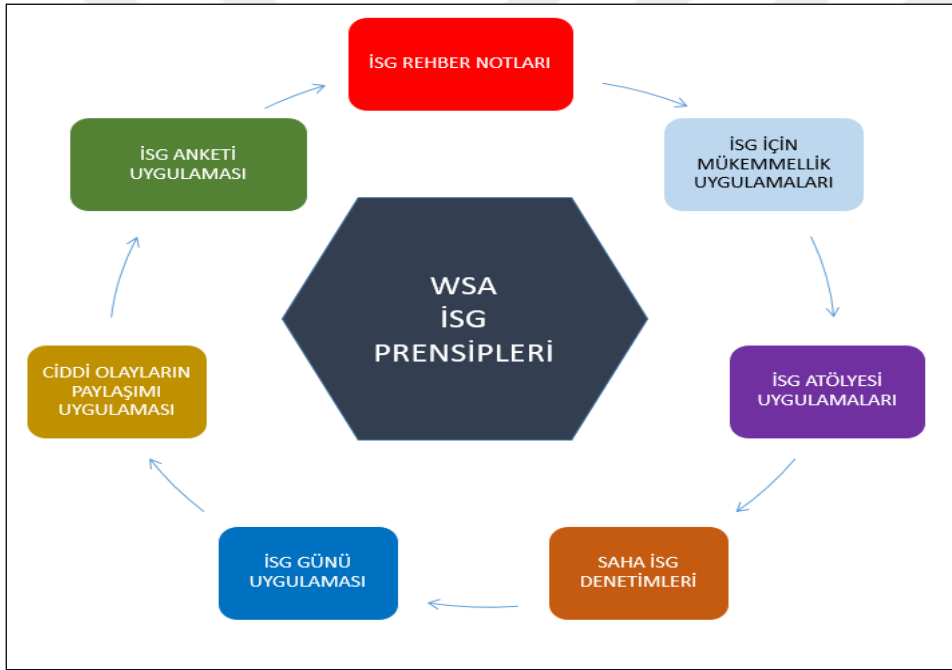 İSG REHBER NOTLARI
İSG İÇİN
MÜKEMMELLİK
UYGULAMALARI
İSG ATÖLYESİ
UYGULAMALARI
SAHA İSG
DENETİMLERİ
İSG GÜNÜ
UYGULAMASI
CİDDİ OLAYLARIN
PAYLAŞIMI
UYGULAMASI
İSG ANKETİ
UYGULAMASI
WSA
İSG
PRENSİPLERİ